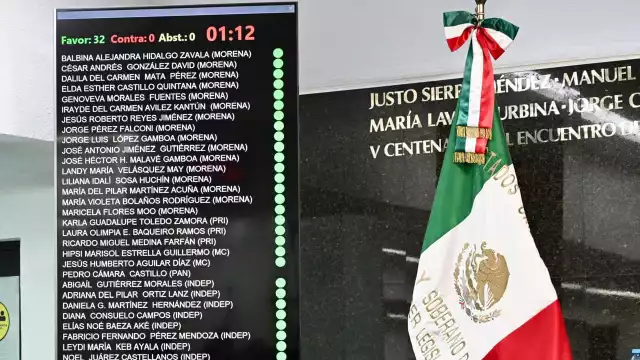 Favor: 32 Contra: 0 Abst.: 0 01:12
BALBINA ALEJANDRA HIDALGO ZAVALA (MORENA)
CÉSAR ANDRÉS GONZÁLEZ DAVID (MORENA)
DALILA DEL CARMEN MATA PÉREZ (MORENA)
ELDA ESTHER CASTILLO QUINTANA (MORENA)
GENOVEVA MORALES FUENTES (MORENA)
IRAYDE DEL CARMEN AVILEZ KANTÚN (MORENA)
JESÚS ROBERTO REYES JIMÉNEZ (MORENA)
JORGE PÉREZ FALCONI (MORENA)
JORGE LUIS LÓPEZ GAMBOA (MORENA)
JOSÉ ANTONIO JIMÉNEZ GUTIÉRREZ (MORENA)
JOSÉ HÉCTOR H. MALAVÉ GAMBOA (MORENA)
LANDY MARÍA VELÁSQUEZ MAY (MORENA)
LILIANA IDALÍ SOSA HUCHÍN (MORENA)
MARÍA DEL PILAR MARTÍNEZ ACUÑA (MORENA)
MARÍA VIOLETA BOLAÑOS RODRÍGUEZ (MORENA)
MARICELA FLORES MOO (MORENA)
KARLA GUADALUPE TOLEDO ZAMORA (PRI)
LAURA OLIMPIA E. BAQUEIRO RAMOS (PRI)
RICARDO MIGUEL MEDINA FARFÁN (PRI)
HIPSI MARISOL ESTRELLA GUILLERMO (MC)
JESÚS HUMBERTO AGUILAR DÍAZ (MC)
PEDRO CÁMARA CASTILLO (PAN)
ABIGAIL GUTIÉRREZ MORALES (INDEP)
ADRIANA DEL PILAR ORTIZ LANZ (INDEP)
DANIELA G. MARTÍNEZ HERNÁNDEZ (INDEP)
DIANA CONSUELO CAMPOS (INDEP)
ELÍAS NOÉ BAEZA AKÉ (INDEP)
FABRICIO FERNANDO PÉREZ MENDOZA (INDEP)
LEYDI MARÍA KEB AYALA (INDEP)
NOEL JUÁREZ CASTELLANOS (INDEP)
JUSTO SIER MÉNDEZ, MANUEL
MARÍA LAV URBINA, JORGE C
V CENTENA ENCUENTRO DE